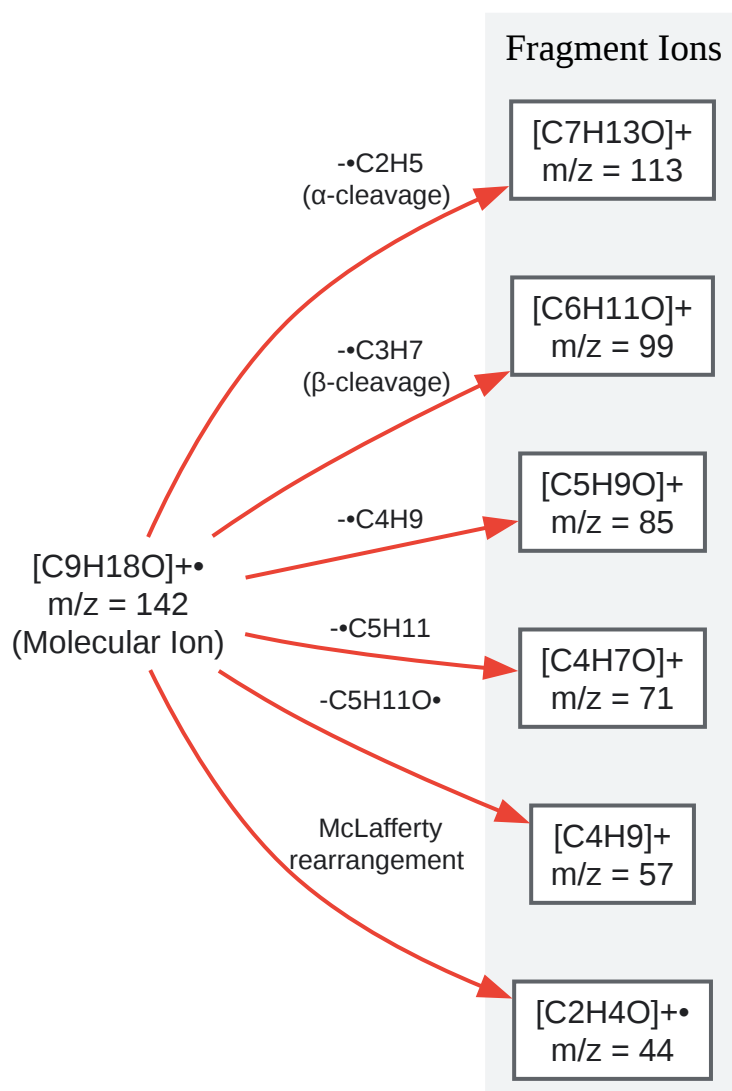 Fragment Ions
[C7H13O]+
m/z = 113
-•C2H5
(α-cleavage)
[C6H11O]+
m/z = 99
-•C3H7
(β-cleavage)
[C5H9O]+
m/z = 85
-•C4H9
[C9H18O]+•
m/z = 142
(Molecular Ion)
-•C5H11
[C4H7O]+
m/z = 71
-C5H11O•
[C4H9]+
m/z = 57
McLafferty
rearrangement
[C2H4O]+•
m/z = 44